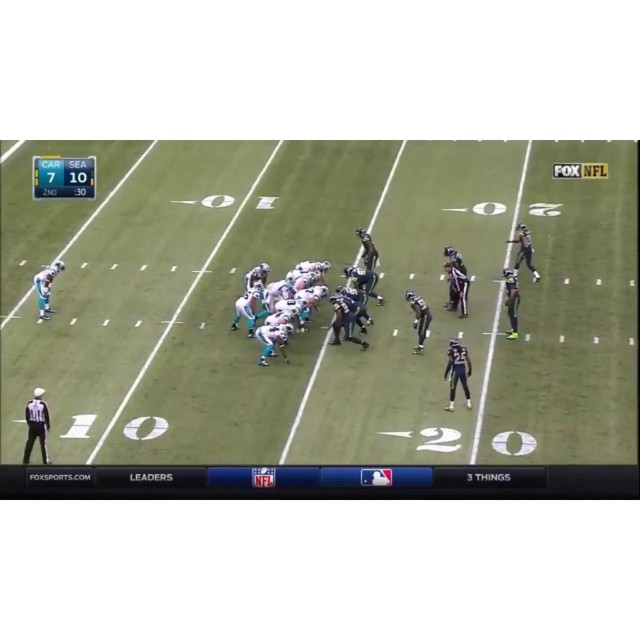 CAR SEA
7 10
2ND :30
FOX NFL
10
20
10
20
FOXSPORTS.COM
LEADERS
NFL
3 THINGS